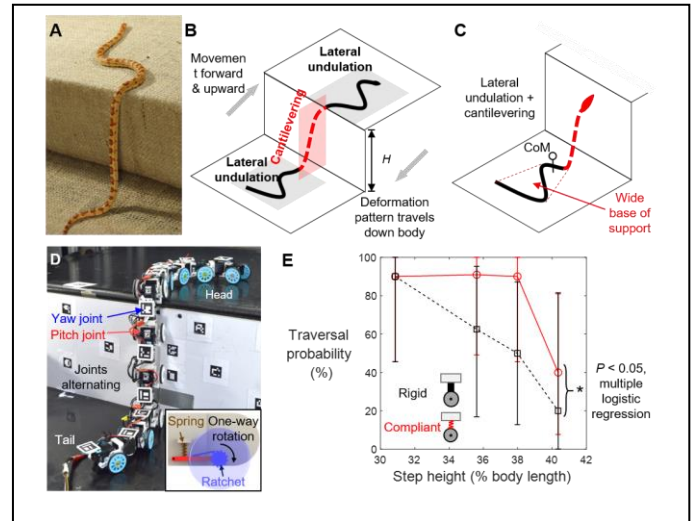 A
B
Movemen
t forward
& upward
Lateral
undulation
Cantilevering
Lateral
undulation
H
Deformation
pattern travels
down body
C
Lateral
undulation +
cantilevering
CoM
Wide
base of
support
D
Head
Yaw joint
Pitch joint
Joints
alternating
Tail
Spring
One-way
rotation
Ratchet
E
Traversal
probability
(%)
100
80
60
40
20
0
Rigid
Compliant
*
P < 0.05,
multiple
logistic
regression
30 32 34 36 38 40 42
Step height (% body length)